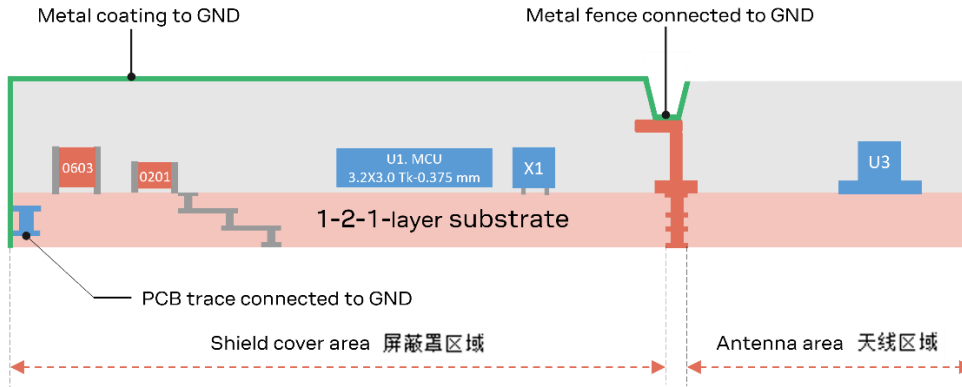 Metal coating to GND
Metal fence connected to GND
0603
0201
U1. MCU
3.2X3.0 Tk-0.375 mm
X1
U3
1-2-1-layer substrate
PCB trace connected to GND
Shield cover area 屏蔽罩区域
Antenna area 天线区域